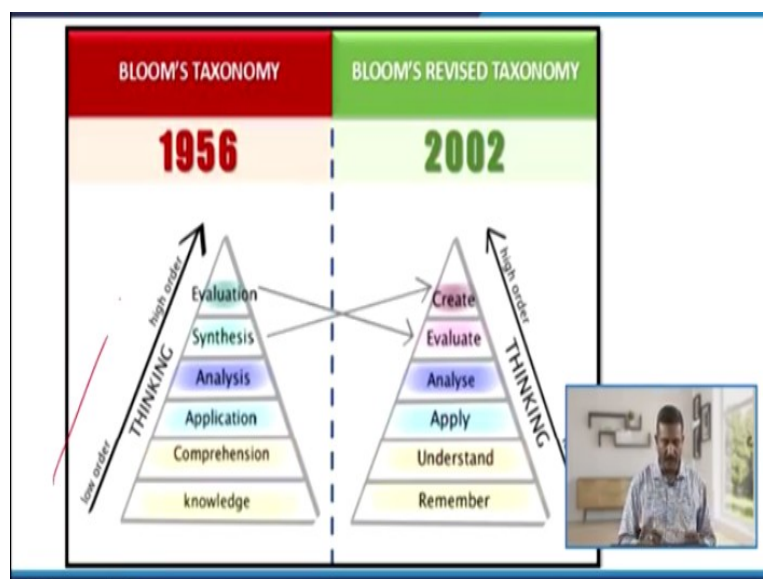 BLOOM'S TAXONOMY
1956
high order
THINKING
low order
Evaluation
Synthesis
Analysis
Application
Comprehension
knowledge
BLOOM'S REVISED TAXONOMY
2002
Create
Evaluate
Analyse
Apply
Understand
Remember
high order
THINKING